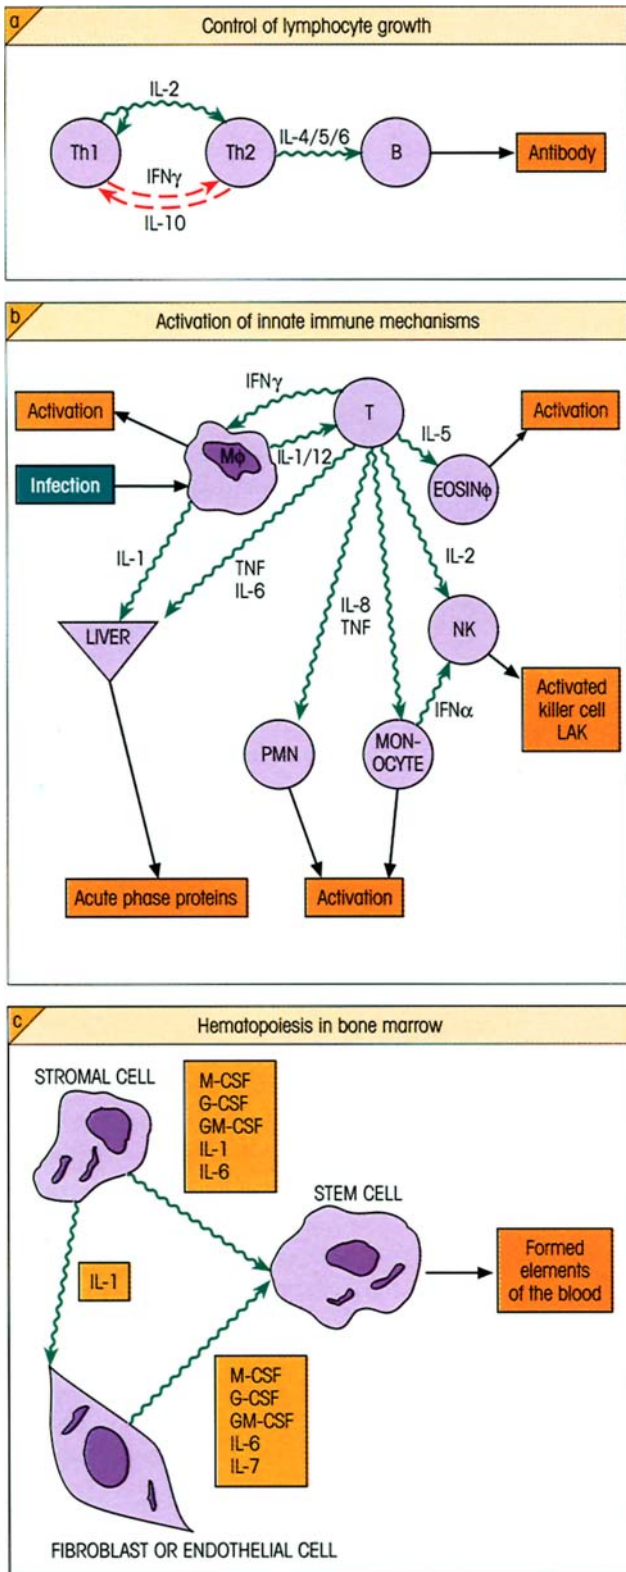 a
Control of lymphocyte growth
IL-2
Th1
Th2
IL-4/5/6
B
Antibody
IFNγ
IL-10
b
Activation of innate immune mechanisms
IFNγ
T
Activation
Activation
Mϕ
IL-1/12
IL-5
Infection
EOSINϕ
IL-1
TNF
IL-6
IL-2
IL-8
TNF
LIVER
NK
IFNα
Activated
killer cell
LAK
PMN
MON-
OCYTE
Acute phase proteins
Activation
c
Hematopoiesis in bone marrow
STROMAL CELL
M-CSF
G-CSF
GM-CSF
IL-1
IL-6
STEM CELL
Formed
elements
of the blood
IL-1
M-CSF
G-CSF
GM-CSF
IL-6
IL-7
FIBROBLAST OR ENDOTHELIAL CELL